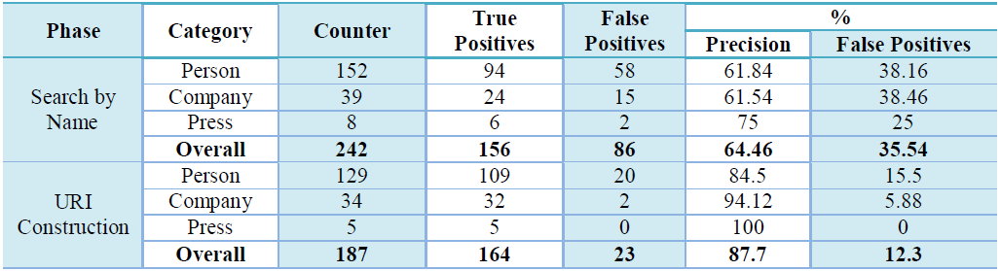 Phase Category Counter True Positives False Positives %
Precision False Positives
Search by Name
Person 152 94 58 61.84 38.16
Company 39 24 15 61.54 38.46
Press 8 6 2 75 25
Overall 242 156 86 64.46 35.54
URI Construction
Person 129 109 20 84.5 15.5
Company 34 32 2 94.12 5.88
Press 5 5 0 100 0
Overall 187 164 23 87.7 12.3